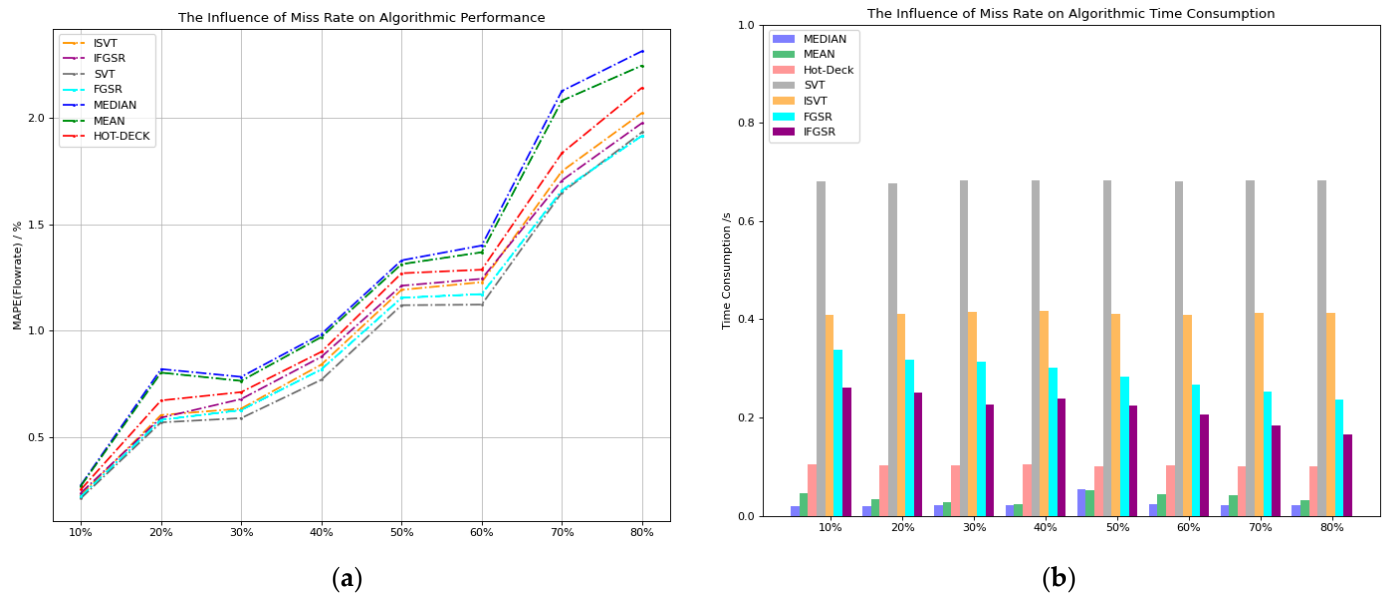 The Influence of Miss Rate on Algorithmic Performance
ISVT
IFGSR
SVT
FGSR
MEDIAN
MEAN
HOT-DECK
MAPE(Flowrate) / %
2.0
1.5
1.0
0.5
10% 20% 30% 40% 50% 60% 70% 80%
(a)
The Influence of Miss Rate on Algorithmic Time Consumption
MEDIAN
MEAN
Hot-Deck
SVT
ISVT
FGSR
IFGSR
Time Consumption /s
1.0
0.8
0.6
0.4
0.2
0.0
10% 20% 30% 40% 50% 60% 70% 80%
(b)